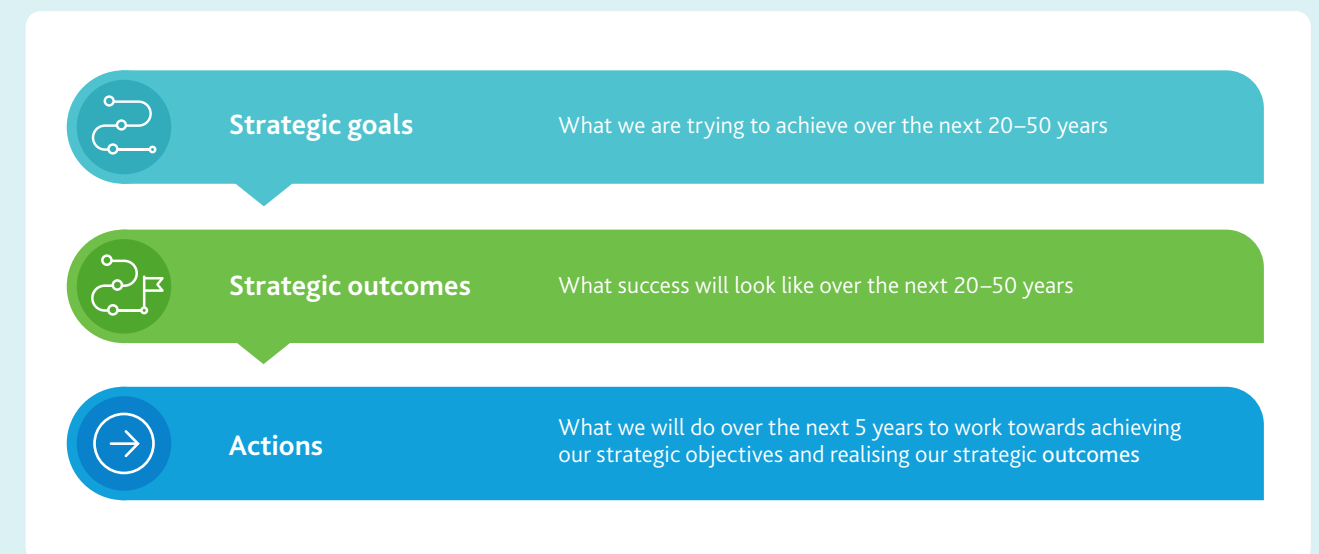 Strategic goals
What we are trying to achieve over the next 20–50 years
Strategic outcomes
What success will look like over the next 20–50 years
Actions
What we will do over the next 5 years to work towards achieving
our strategic objectives and realising our strategic outcomes